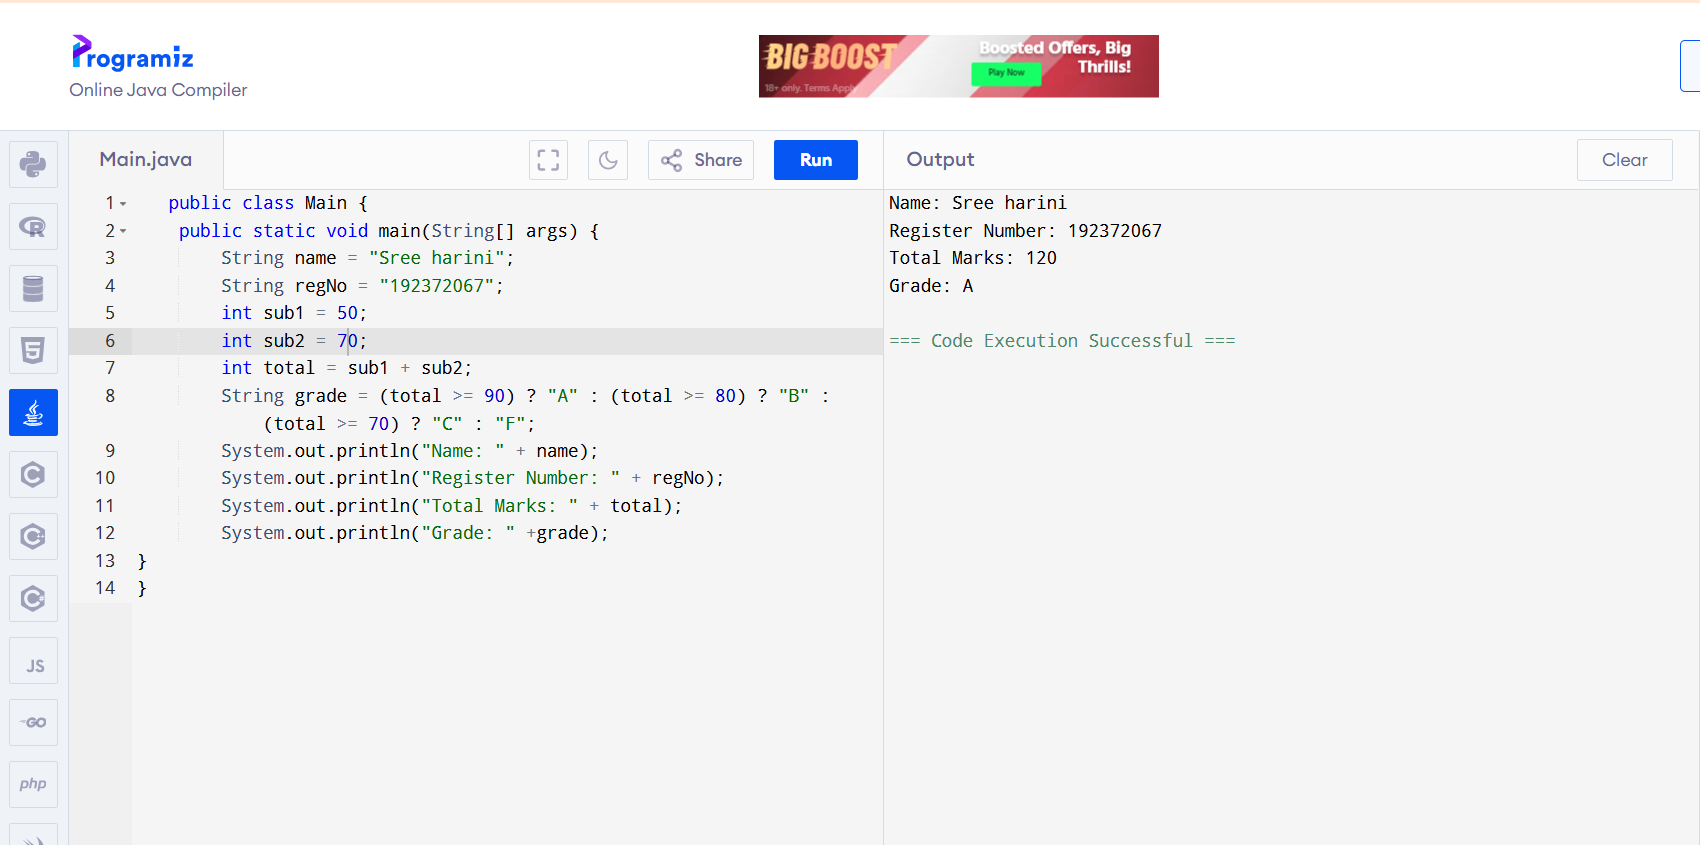 Programiz
Online Java Compiler
BIG BOOST
Boosted Offers, Big
Thrills!
Play Now
18+ only. Terms Apply
Main.java
Share
Run
Output
Clear
1 public class Main {
2 public static void main(String[] args) {
3 String name = "Sree harini";
4 String regNo = "192372067";
5 int sub1 = 50;
6 int sub2 = 70;
7 int total = sub1 + sub2;
8 String grade = (total >= 90) ? "A" : (total >= 80) ? "B" :
(total >= 70) ? "C" : "F";
9 System.out.println("Name: " + name);
10 System.out.println("Register Number: " + regNo);
11 System.out.println("Total Marks: " + total);
12 System.out.println("Grade: " +grade);
13 }
14 }
Name: Sree harini
Register Number: 192372067
Total Marks: 120
Grade: A
=== Code Execution Successful ===
R
5
C
C+
C#
JS
GO
php